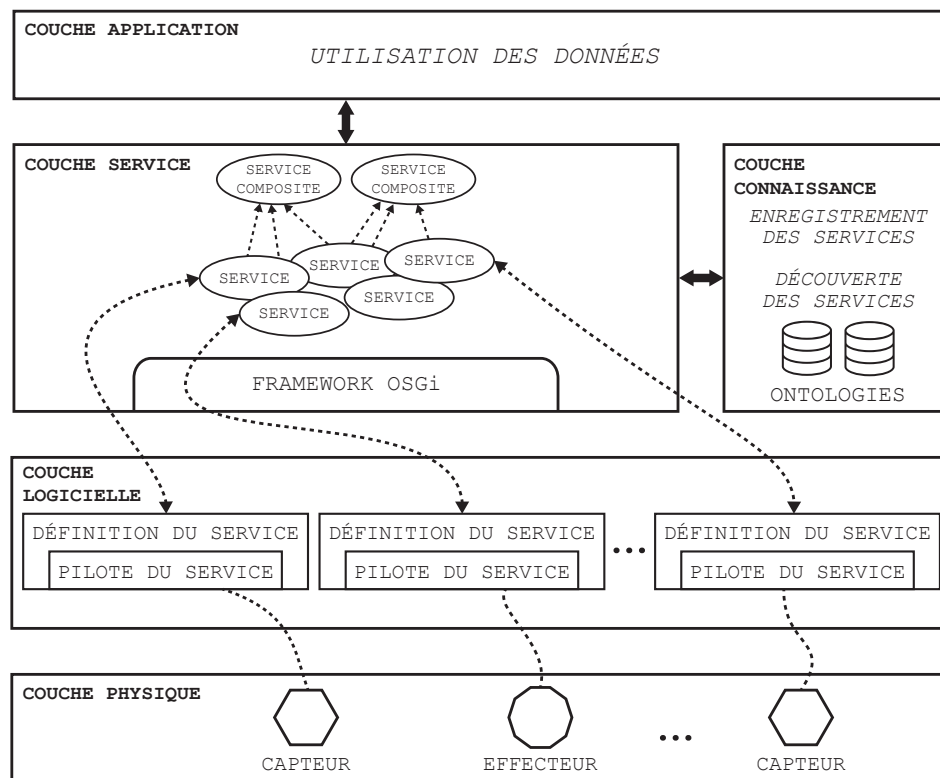 COUCHE APPLICATION
UTILISATION DES DONNÉES
COUCHE SERVICE
SERVICE
COMPOSITE
SERVICE
COMPOSITE
SERVICE
SERVICE
SERVICE
SERVICE
SERVICE
FRAMEWORK OSGi
COUCHE
CONNAISSANCE
ENREGISTREMENT
DES SERVICES
DÉCOUVERTE
DES SERVICES
ONTOLOGIES
COUCHE
LOGICIELLE
DÉFINITION DU SERVICE
PILOTE DU SERVICE
DÉFINITION DU SERVICE
PILOTE DU SERVICE
...
DÉFINITION DU SERVICE
PILOTE DU SERVICE
COUCHE PHYSIQUE
CAPTEUR
EFFECTEUR
...
CAPTEUR